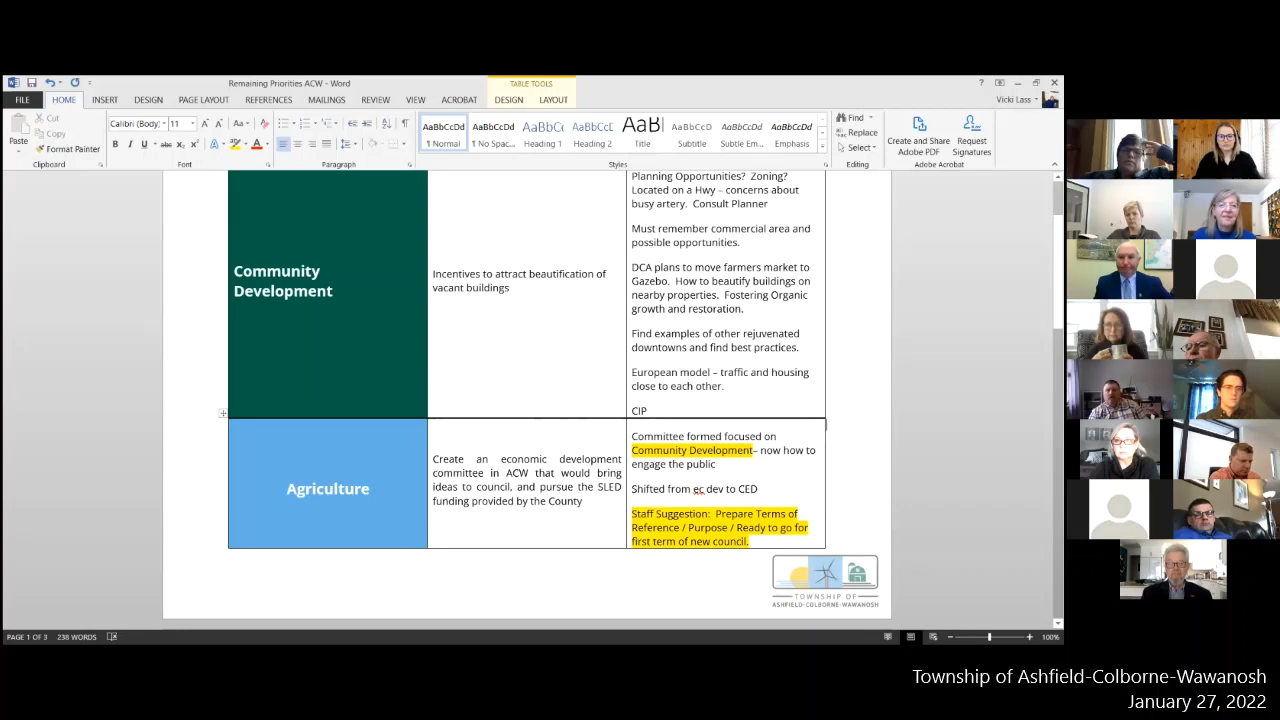 Remaining Priorities ACW - Word
TABLE TOOLS
FILE HOME INSERT DESIGN PAGE LAYOUT REFERENCES MAILINGS REVIEW VIEW ACROBAT DESIGN LAYOUT
Vicki Lass
Paste
Cut
Copy
Format Painter
Clipboard
Calibri (Body) 11
Font
Paragraph
AaBbCcDd AaBbCcDd AaBbC AaBbCcE AaB AaBbCcD AaBbCcDd AaBbCcDd
¶ Normal ¶ No Spac... Heading 1 Heading 2 Title Subtitle Subtle Em... Emphasis
Styles
Find
Replace
Select
Editing
Create and Share
Adobe PDF
Request
Signatures
Adobe Acrobat
Community
Development
Incentives to attract beautification of
vacant buildings
Planning Opportunities? Zoning?
Located on a Hwy – concerns about
busy artery. Consult Planner
Must remember commercial area and
possible opportunities.
DCA plans to move farmers market to
Gazebo. How to beautify buildings on
nearby properties. Fostering Organic
growth and restoration.
Find examples of other rejuvenated
downtowns and find best practices.
European model – traffic and housing
close to each other.
CIP
Agriculture
Create an economic development
committee in ACW that would bring
ideas to council, and pursue the SLED
funding provided by the County
Committee formed focused on
Community Development– now how to
engage the public
Shifted from ec dev to CED
Staff Suggestion: Prepare Terms of
Reference / Purpose / Ready to go for
first term of new council.
TOWNSHIP OF
ASHFIELD-COLBORNE-WAWANOSH
PAGE 1 OF 3 238 WORDS
100%
Township of Ashfield-Colborne-Wawanosh
January 27, 2022